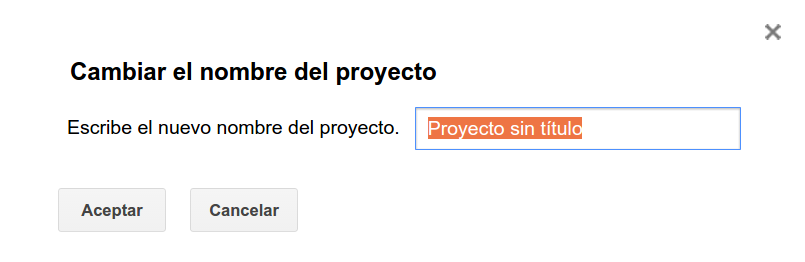 Cambiar el nombre del proyecto
Escribe el nuevo nombre del proyecto. Proyecto sin título
Aceptar Cancelar